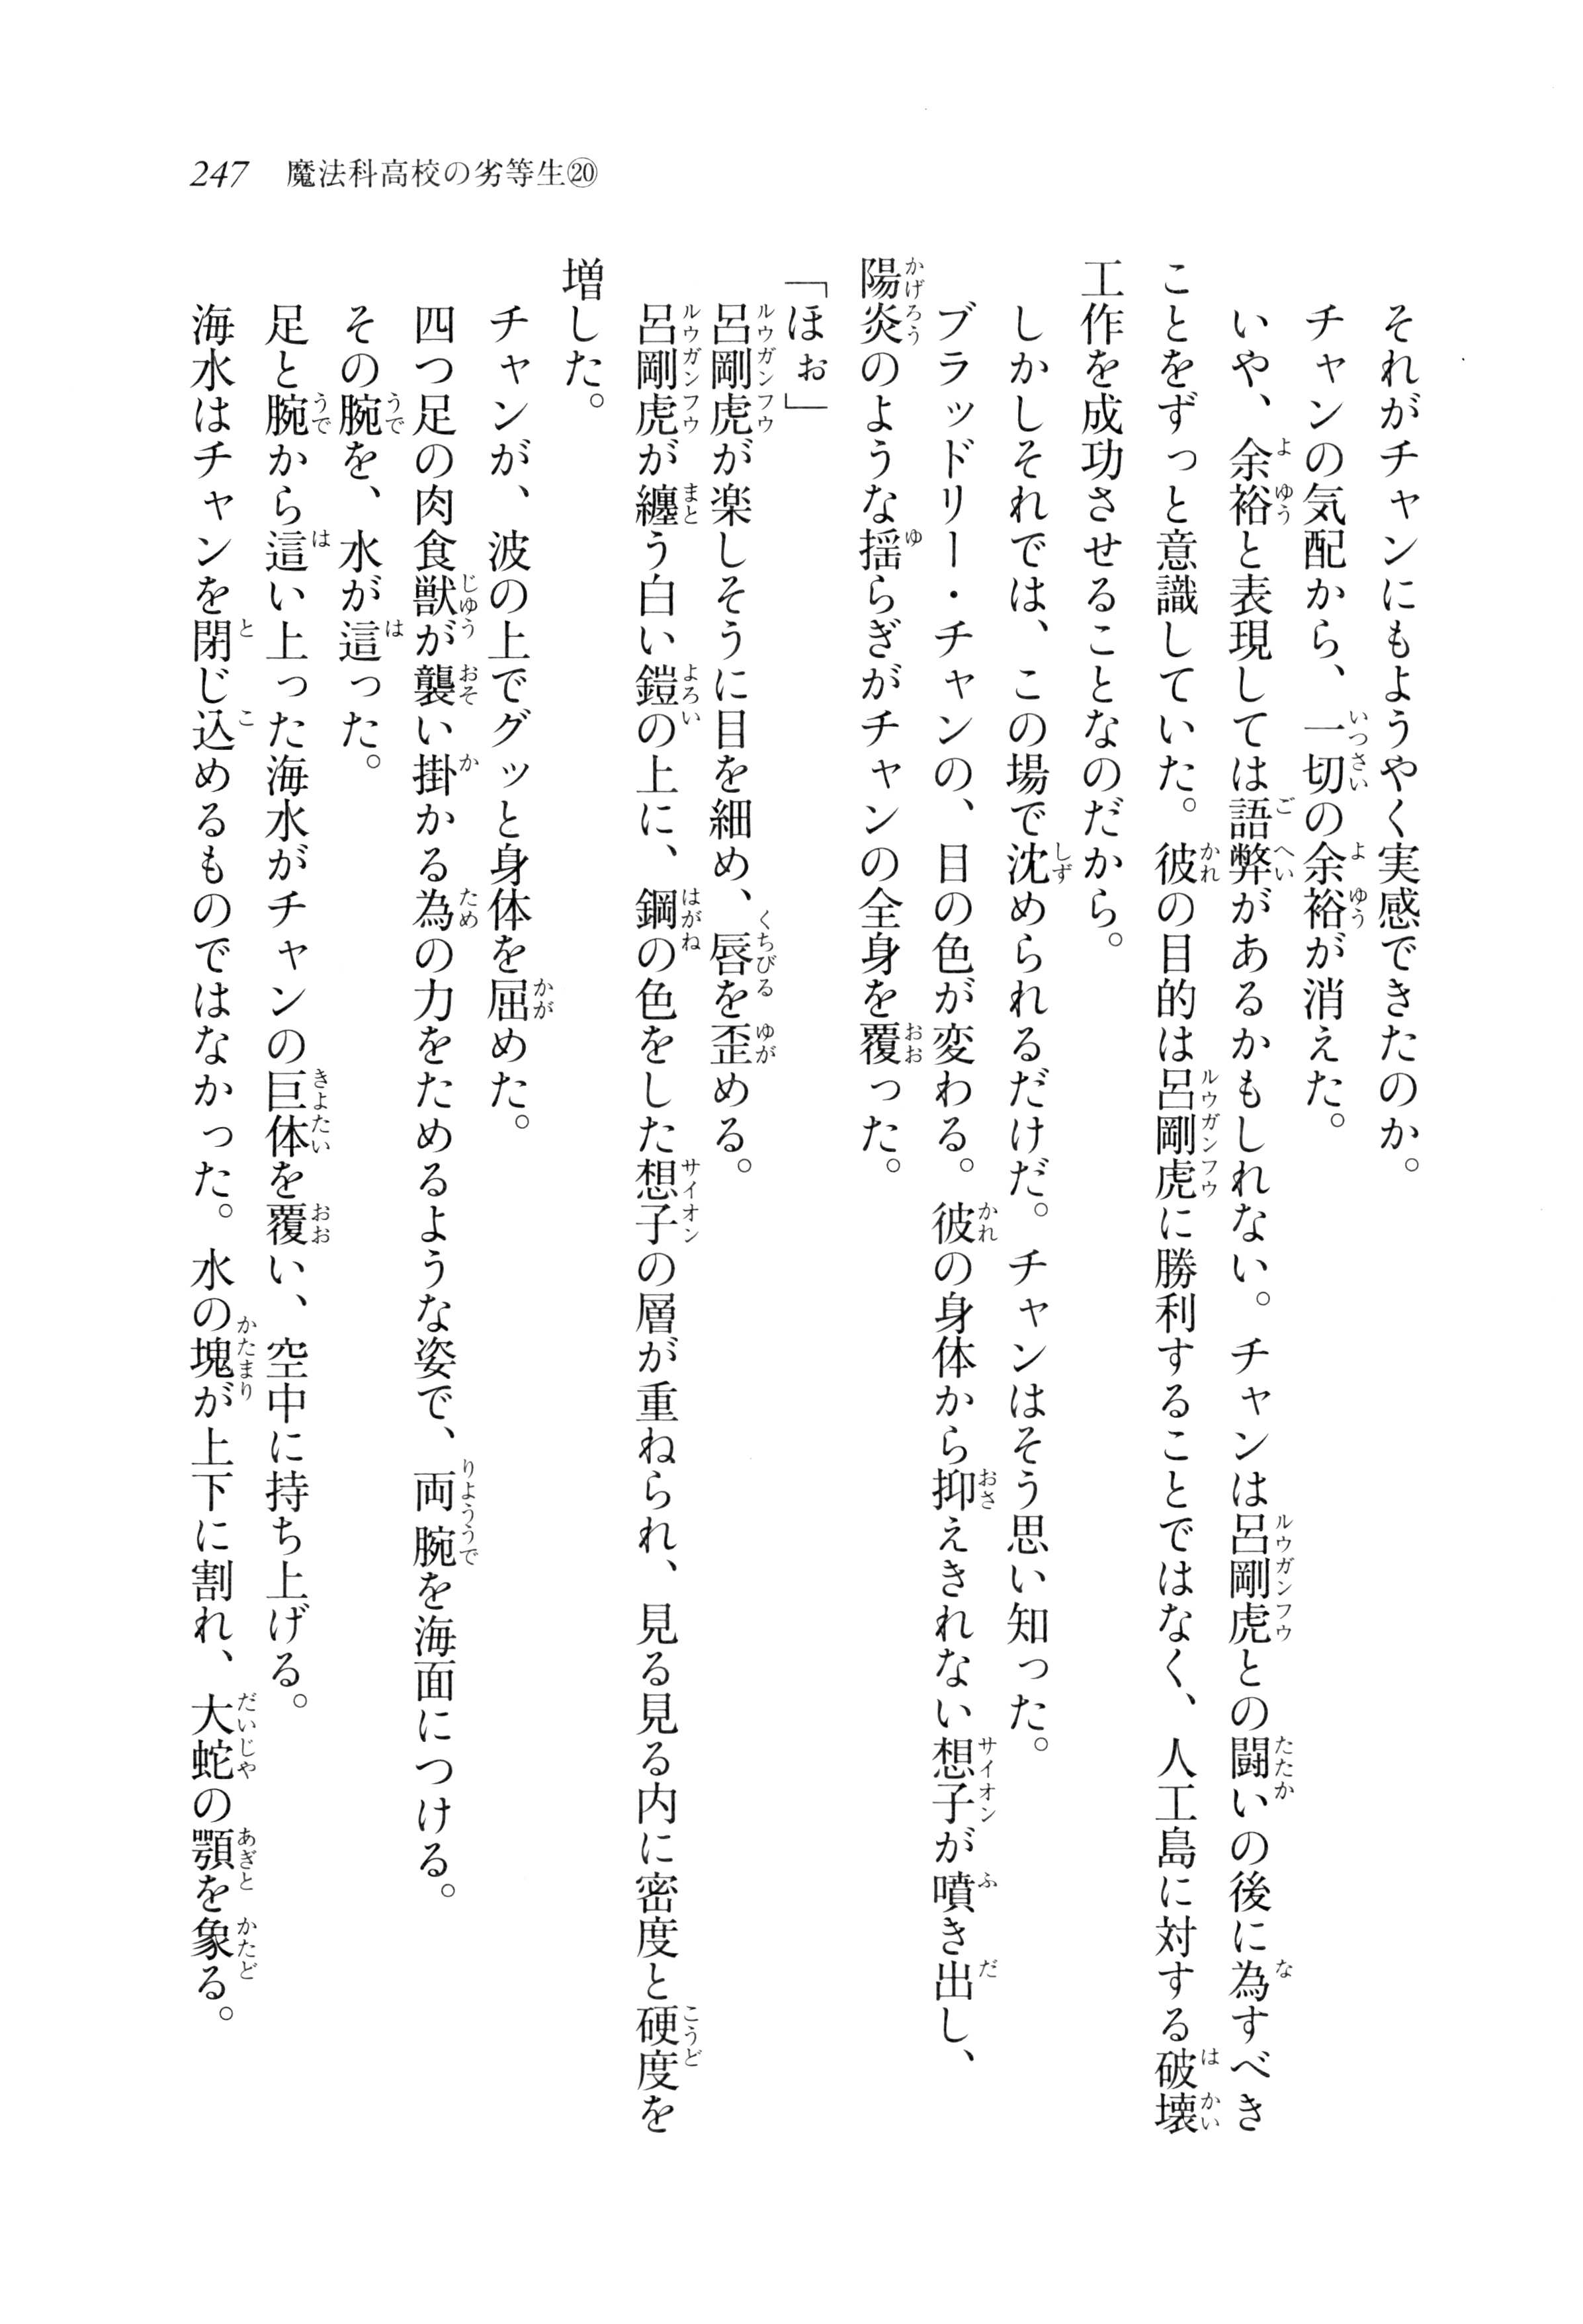 247　魔法科高校の劣等生⑳
　それがチャンにもようやく実感できたのか。
　チャンの気配から、一切の余裕が消えた。
　いや、余裕と表現しては語弊があるかもしれない。チャンは呂剛虎との闘いの後に為すべき
ことをずっと意識していた。彼の目的は呂剛虎に勝利することではなく、人工島に対する破壊
工作を成功させることなのだから。
　しかしそれでは、この場で沈められるだけだ。チャンはそう思い知った。
　ブラッドリー・チャンの、目の色が変わる。彼の身体から抑えきれない想子が噴き出し、
陽炎のような揺らぎがチャンの全身を覆った。
「ほぉ」
　呂剛虎が楽しそうに目を細め、唇を歪める。
　呂剛虎が纏う白い鎧の上に、鋼の色をした想子の層が重ねられ、見る見る内に密度と硬度を
増した。
　チャンが、波の上でグッと身体を屈めた。
　四つ足の肉食獣が襲い掛かる為の力をためるような姿で、両腕を海面につける。
　その腕を、水が這った。
　足と腕から這い上った海水がチャンの巨体を覆い、空中に持ち上げる。
　海水はチャンを閉じ込めるものではなかった。水の塊が上下に割れ、大蛇の顎を象る。